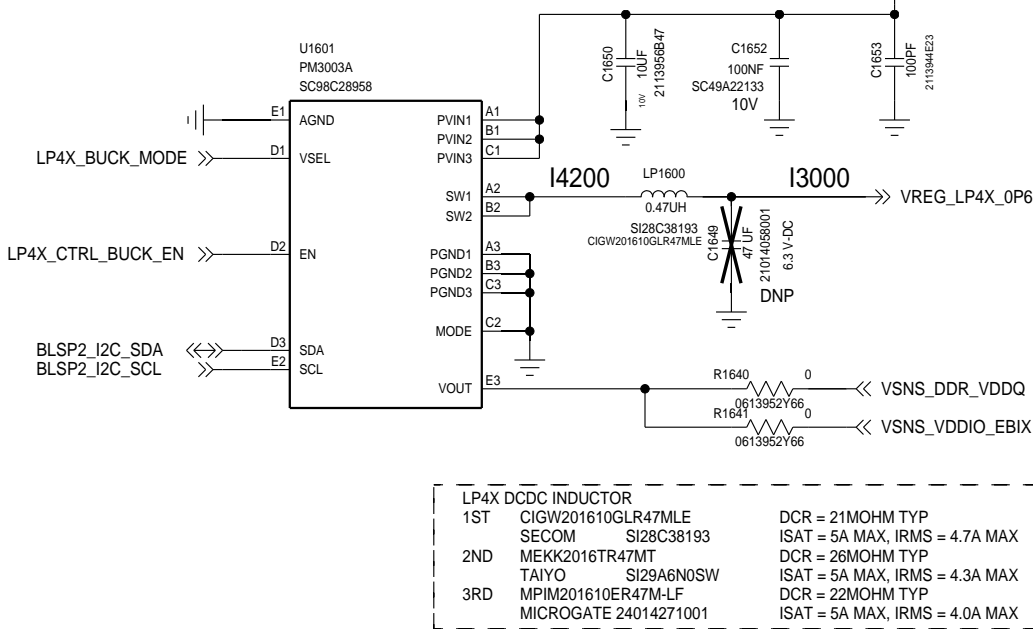 U1601
PM3003A
SC98C28958
E1 AGND
LP4X_BUCK_MODE D1 VSEL
LP4X_CTRL_BUCK_EN D2 EN
BLSP2_I2C_SDA D3 SDA
BLSP2_I2C_SCL E2 SCL
PVIN1 A1
PVIN2 B1
PVIN3 C1
SW1 A2
SW2 B2
PGND1 A3
PGND2 B3
PGND3 C3
MODE C2
VOUT E3
C1650
10UF
10V
2113956B47
C1652
100NF
SC49A22133
10V
C1653
100PF
2113944E23
I4200
LP1600
0.47UH
SI28C38193
CIGW201610GLR47MLE
I3000
VREG_LP4X_0P6
C1649
47 UF
21014058001
6.3 V-DC
DNP
R1640 0
0613952Y66
VSNS_DDR_VDDQ
R1641 0
0613952Y66
VSNS_VDDIO_EBIX
LP4X DCDC INDUCTOR
1ST CIGW201610GLR47MLE DCR = 21MOHM TYP
SECOM SI28C38193 ISAT = 5A MAX, IRMS = 4.7A MAX
2ND MEKK2016TR47MT DCR = 26MOHM TYP
TAIYO SI29A6N0SW ISAT = 5A MAX, IRMS = 4.3A MAX
3RD MPIM201610ER47M-LF DCR = 22MOHM TYP
MICROGATE 24014271001 ISAT = 5A MAX, IRMS = 4.0A MAX